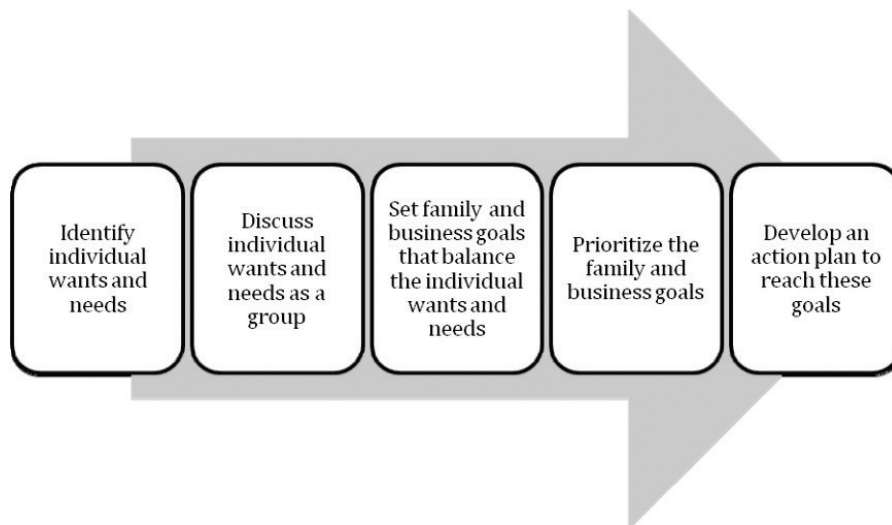 Identify
individual
wants and
needs
Discuss
individual
wants and
needs as a
group
Set family and
business goals
that balance
the individual
wants and
needs
Prioritize the
family and
business goals
Develop an
action plan to
reach these
goals